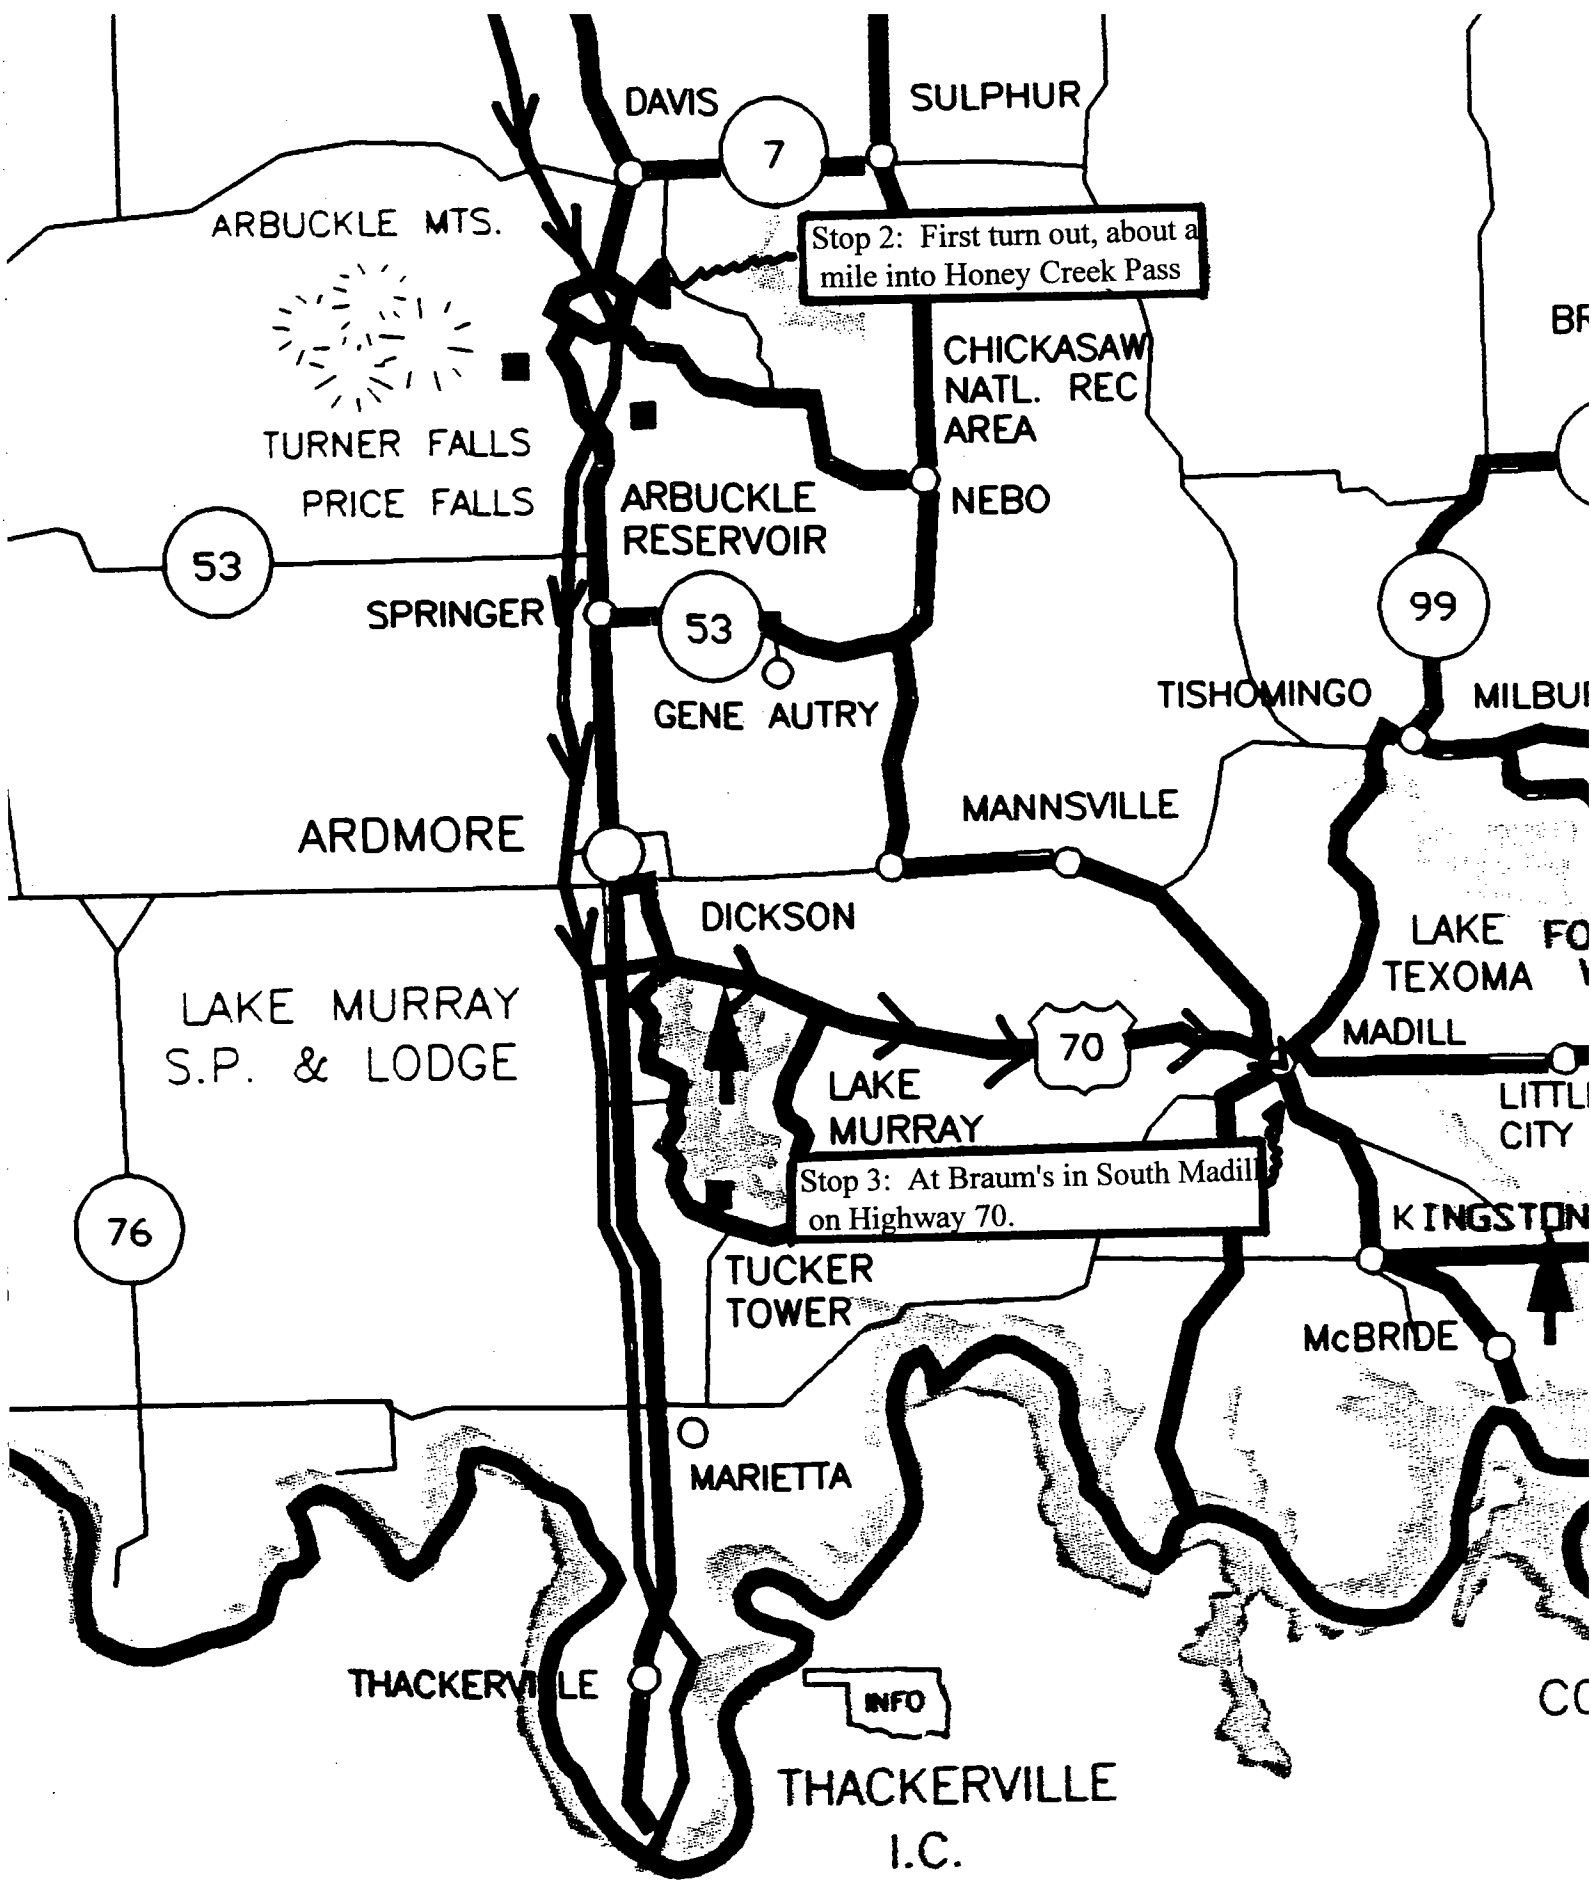 DAVIS
SULPHUR
7
ARBUCKLE MTS.
Stop 2: First turn out, about a
mile into Honey Creek Pass
CHICKASAW
NATL. REC
AREA
TURNER FALLS
PRICE FALLS
ARBUCKLE
RESERVOIR
NEBO
53
SPRINGER
53
99
GENE AUTRY
TISHOMINGO
ARDMORE
MANNSVILLE
DICKSON
LAKE
TEXOMA
LAKE MURRAY
S.P. & LODGE
70
MADILL
LAKE
MURRAY
CITY
Stop 3: At Braum's in South Madill
on Highway 70.
76
KINGSTON
TUCKER
TOWER
McBRIDE
MARIETTA
THACKERVILLE
INFO
THACKERVILLE
I.C.